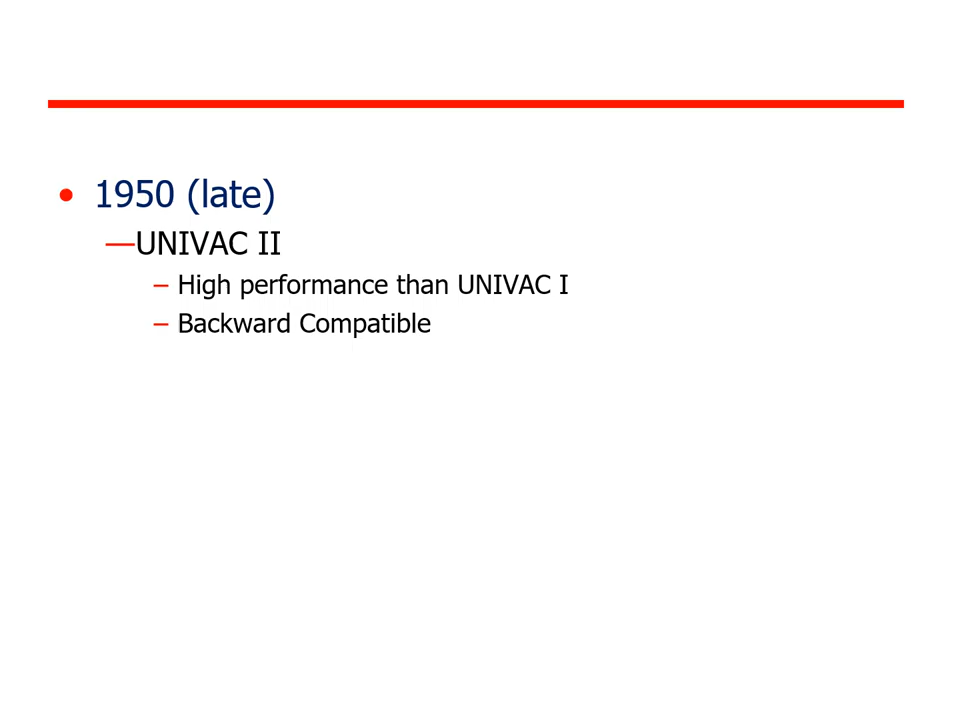 • 1950 (late)
—UNIVAC II
– High performance than UNIVAC I
– Backward Compatible